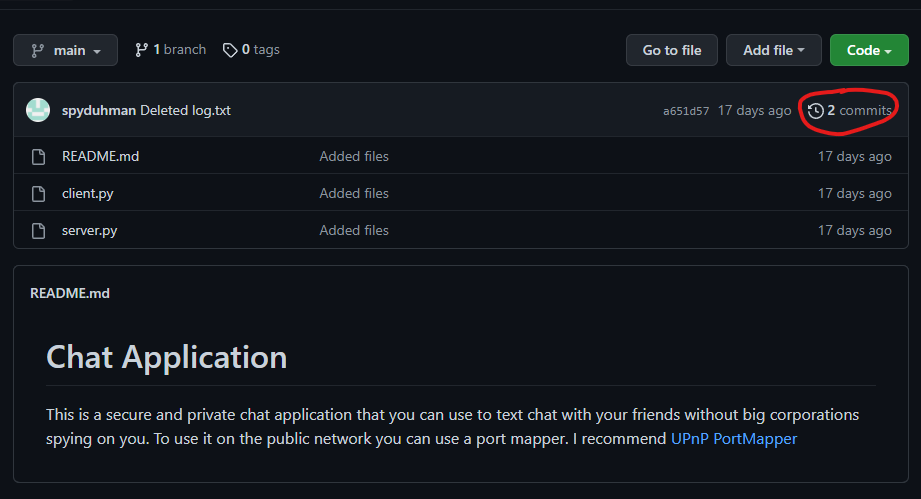 main 1 branch 0 tags Go to file Add file Code
spyduhman Deleted log.txt a651d57 17 days ago 2 commits
README.md Added files 17 days ago
client.py Added files 17 days ago
server.py Added files 17 days ago
README.md
Chat Application
This is a secure and private chat application that you can use to text chat with your friends without big corporations
spying on you. To use it on the public network you can use a port mapper. I recommend UPnP PortMapper